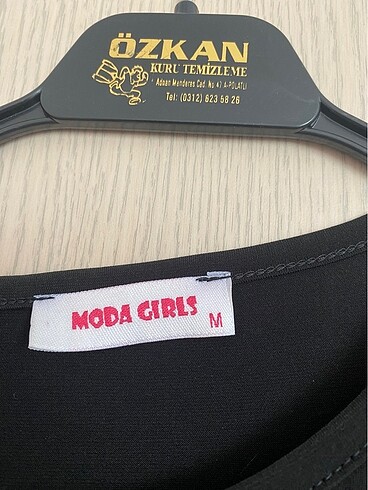 ÖZKAN
KURU TEMİZLEME
Adnan Menderes Cad. No 47 A-POLATLI
Tel: (0312) 623 58 26
MODA GIRLS
M